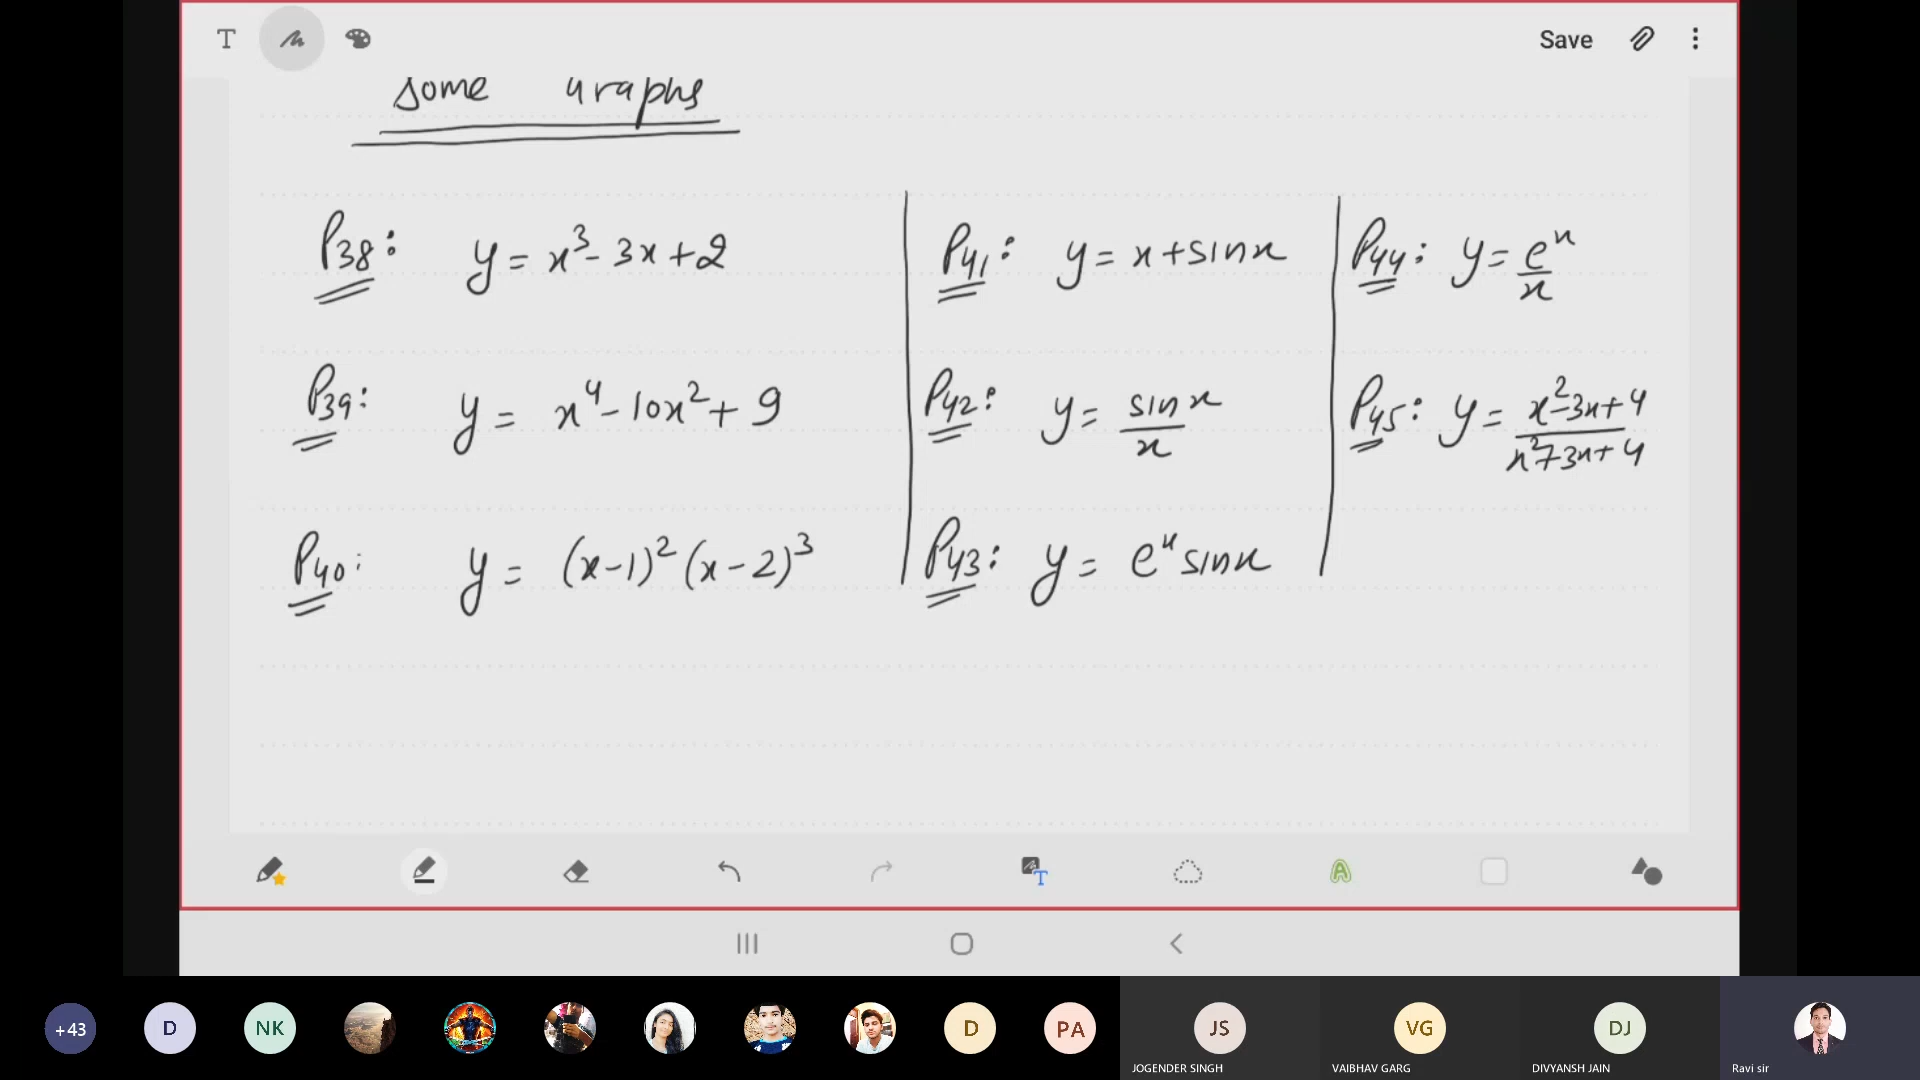 T
Save
Some Graphs
P38: y = x³ - 3x + 2
P41: y = x + sinx
P44: y = eˣ/x
P39: y = x⁴ - 10x² + 9
P42: y = sinx/x
P45: y = x² - 3x + 4/x² + 3x + 4
P40: y = (x-1)² (x-2)³
P43: y = eˣ sinx
T
A
+43
D
NK
D
PA
JS
VG
DJ
JOGENDER SINGH
VAIBHAV GARG
DIVYANSH JAIN
Ravi sir